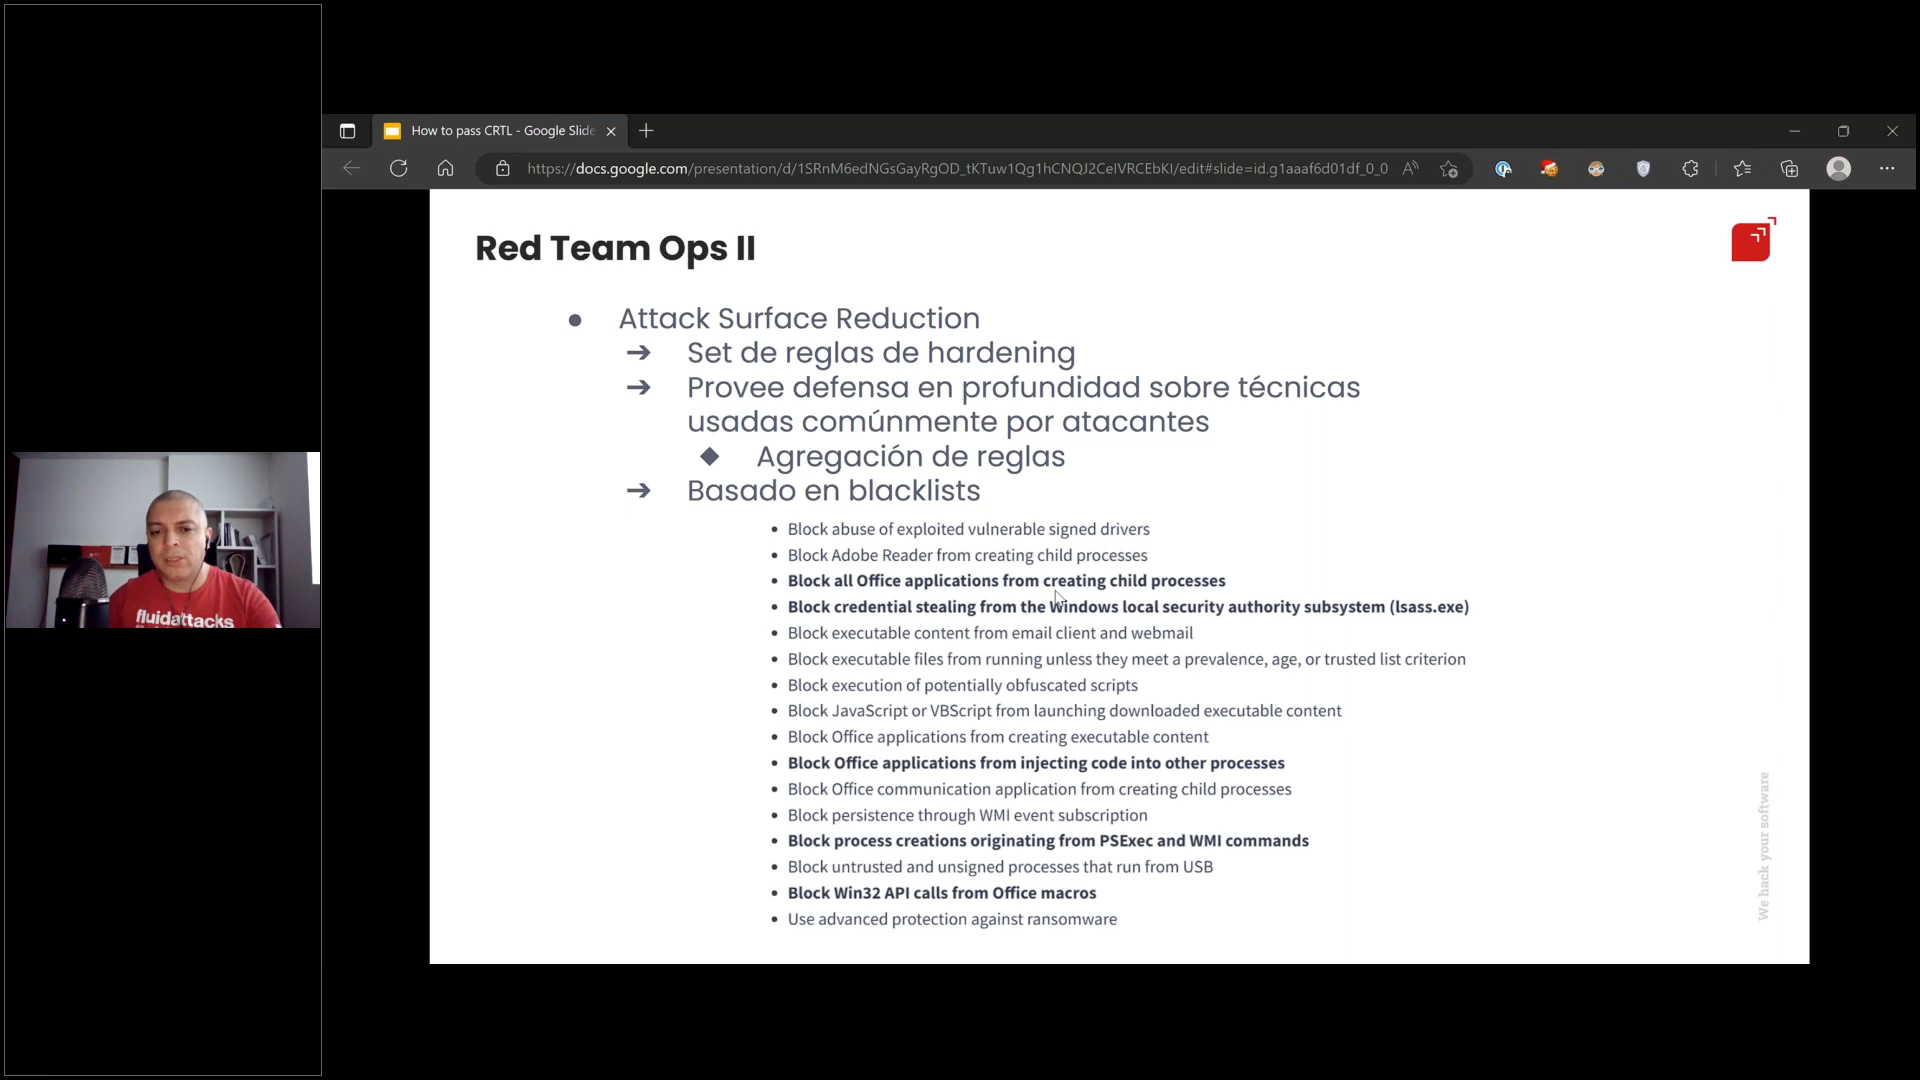 How to pass CRTL - Google Slide
https://docs.google.com/presentation/d/1SRnM6edNGsGayRgOD_tKTuw1Qg1hCNQJ2CelVRCEbKI/edit#slide=id.g1aaaf6d01df_0_0
Red Team Ops II
● Attack Surface Reduction
➔ Set de reglas de hardening
➔ Provee defensa en profundidad sobre técnicas
usadas comúnmente por atacantes
◆ Agregación de reglas
➔ Basado en blacklists
• Block abuse of exploited vulnerable signed drivers
• Block Adobe Reader from creating child processes
• Block all Office applications from creating child processes
• Block credential stealing from the Windows local security authority subsystem (lsass.exe)
• Block executable content from email client and webmail
• Block executable files from running unless they meet a prevalence, age, or trusted list criterion
• Block execution of potentially obfuscated scripts
• Block JavaScript or VBScript from launching downloaded executable content
• Block Office applications from creating executable content
• Block Office applications from injecting code into other processes
• Block Office communication application from creating child processes
• Block persistence through WMI event subscription
• Block process creations originating from PSExec and WMI commands
• Block untrusted and unsigned processes that run from USB
• Block Win32 API calls from Office macros
• Use advanced protection against ransomware
We hack your software
fluidattacks